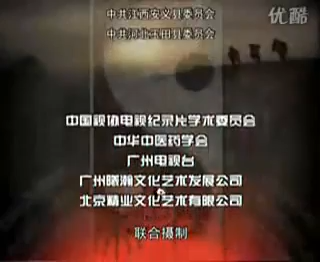 优酷
中共江西安义县委员会
中共河北玉田县委员会
中国视协电视纪录片学术委员会
中华中医药学会
广州电视台
广州曦瀚文化艺术发展公司
北京精业文化艺术有限公司
联合摄制